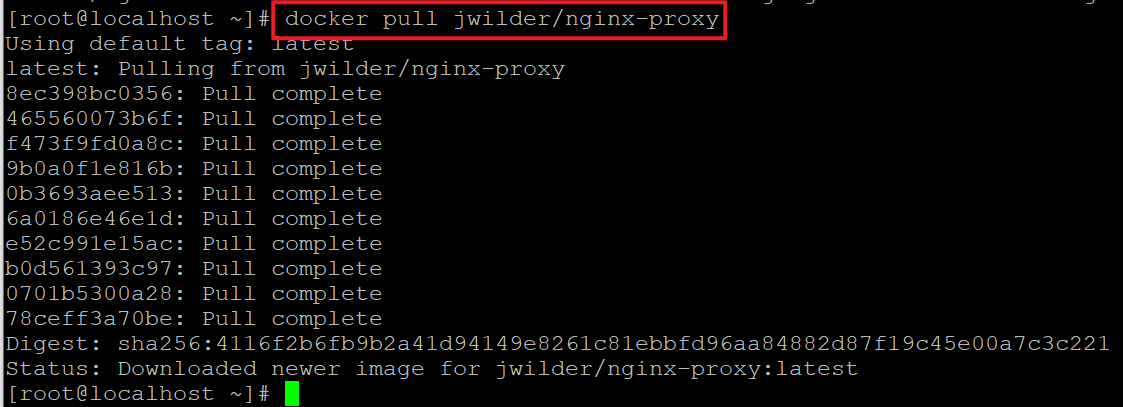 [root@localhost ~]# docker pull jwilder/nginx-proxy
Using default tag: latest
latest: Pulling from jwilder/nginx-proxy
8ec398bc0356: Pull complete
465560073b6f: Pull complete
f473f9fd0a8c: Pull complete
9b0a0f1e816b: Pull complete
0b3693aee513: Pull complete
6a0186e46e1d: Pull complete
e52c991e15ac: Pull complete
b0d561393c97: Pull complete
0701b5300a28: Pull complete
78ceff3a70be: Pull complete
Digest: sha256:4116f2b6fb9b2a41d94149e8261c81ebbfd96aa84882d87f19c45e00a7c3c221
Status: Downloaded newer image for jwilder/nginx-proxy:latest
[root@localhost ~]#